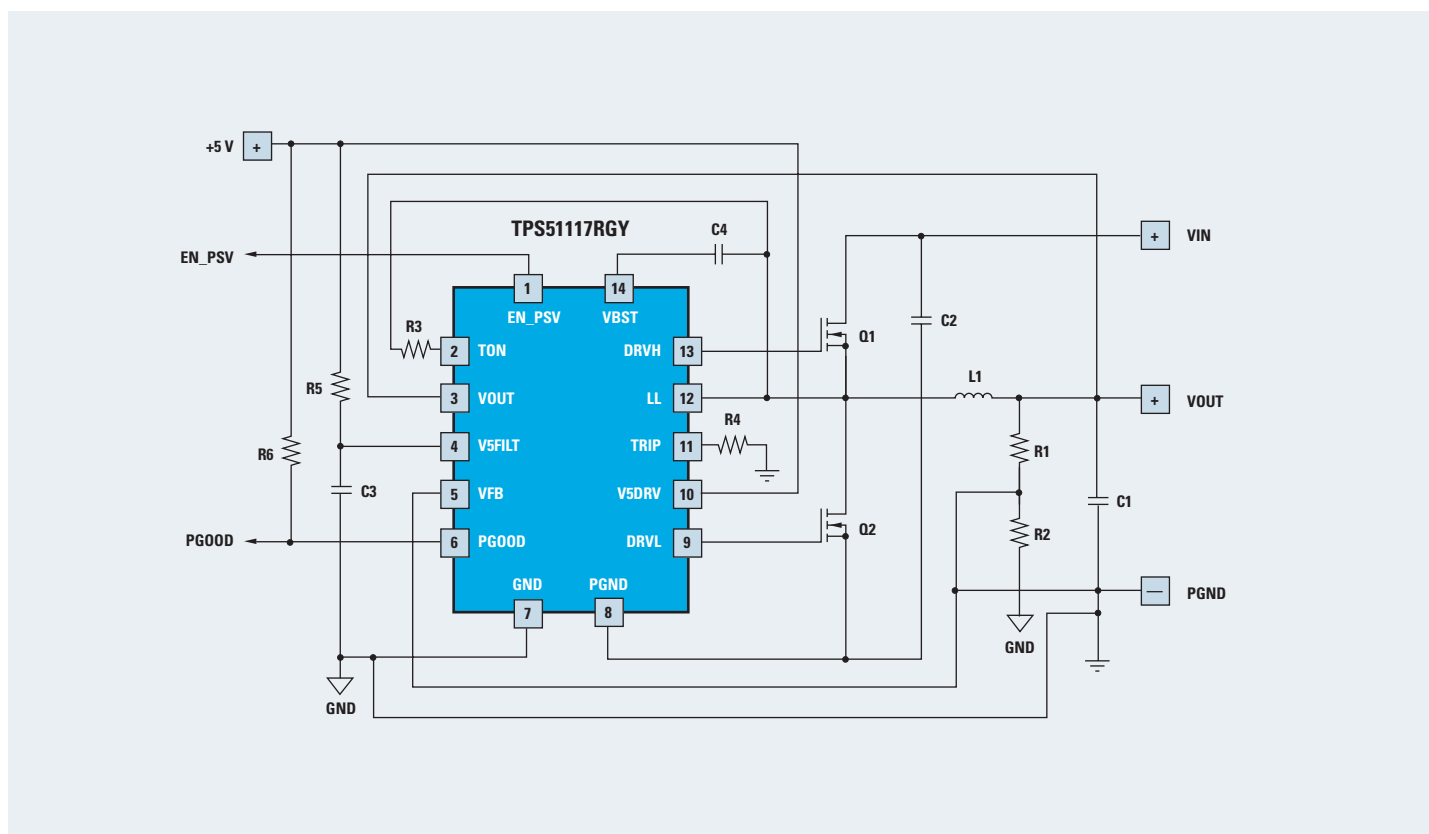 +5 V +
TPS51117RGY
C4
+ VIN
EN_PSV
1
14
EN_PSV
VBST
C2
R3
Q1
2 TON
DRVH 13
L1
R5
3 VOUT
LL 12
+ VOUT
R4
R6
4 V5FILT
TRIP 11
R1
C3
5 VFB
V5DRV 10
C1
Q2
R2
PGOOD
6 PGOOD
DRVL 9
GND
PGND
— PGND
7
8
GND
GND